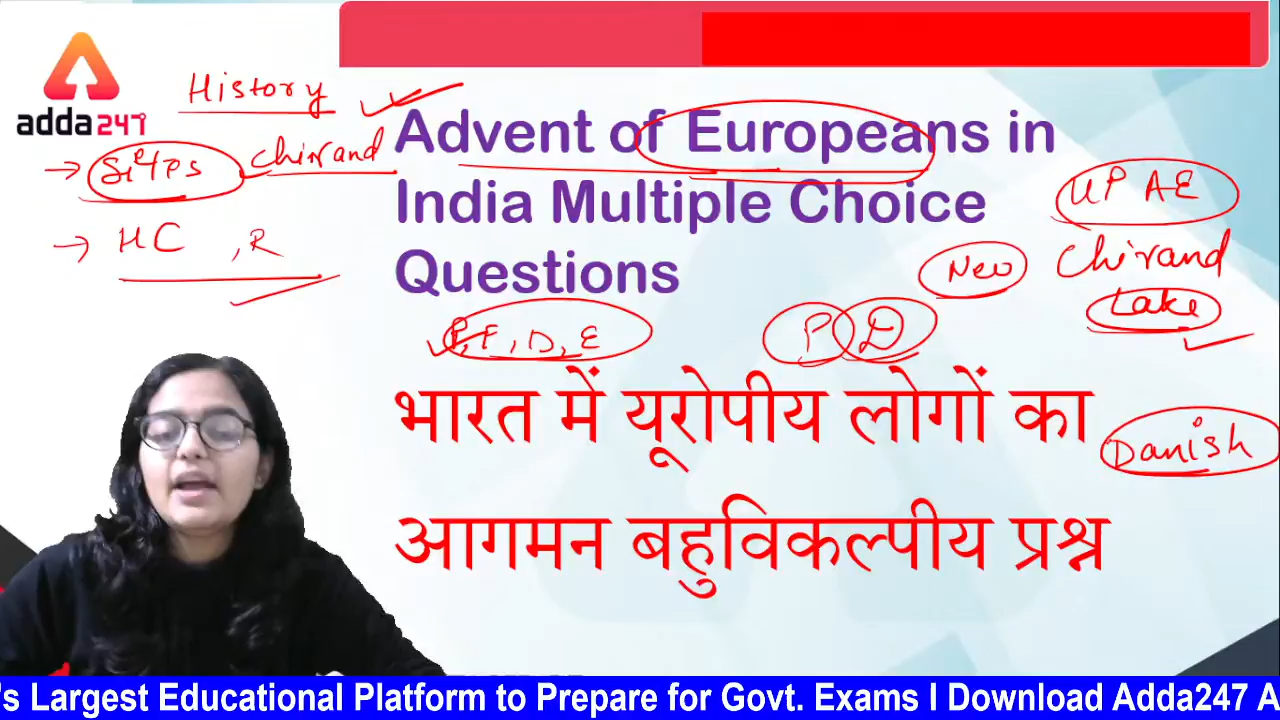 adda247
History
Advent of Europeans in
India Multiple Choice
Questions
Chirand
HC , R
UP AE
Chirand
Lake
Neo
P, F, D, E
P D
भारत में यूरोपीय लोगों का
Danish
आगमन बहुविकल्पीय प्रश्न
's Largest Educational Platform to Prepare for Govt. Exams I Download Adda247 A